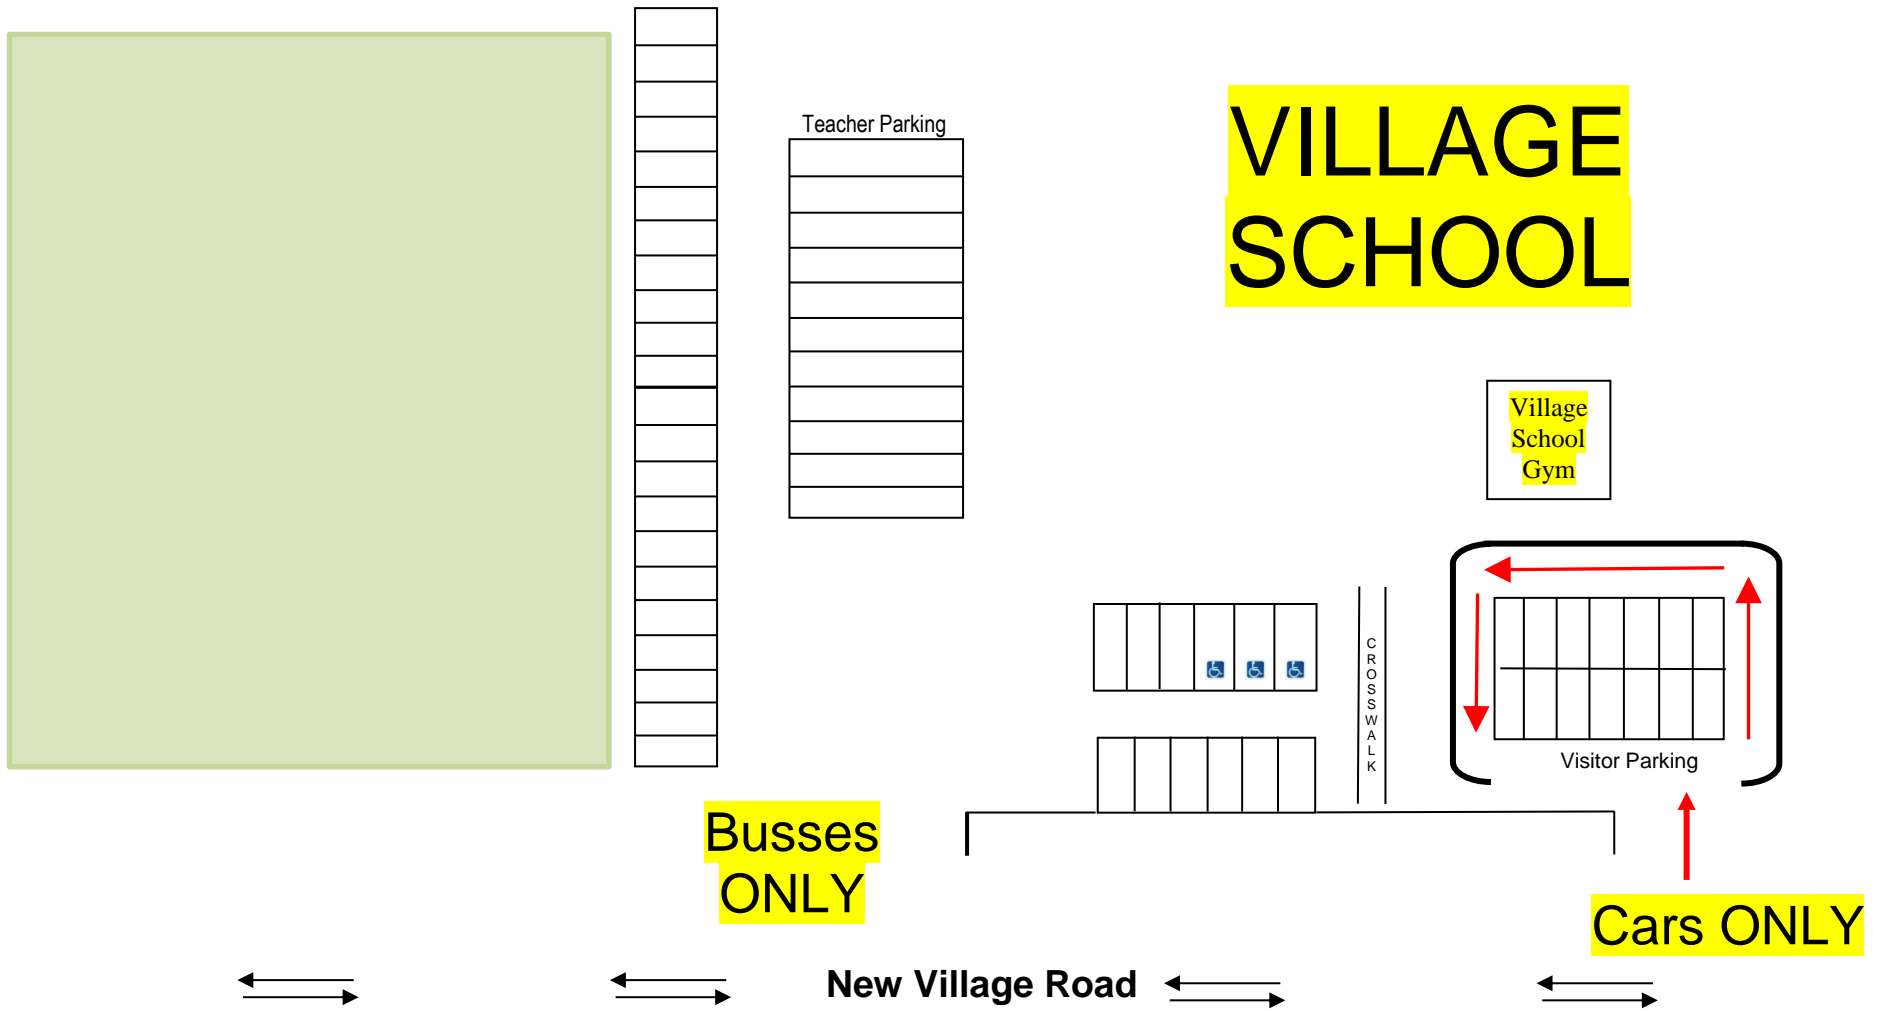 Teacher Parking
VILLAGE
SCHOOL
Village
School
Gym
CROSSWALK
Visitor Parking
Busses
ONLY
Cars ONLY
New Village Road